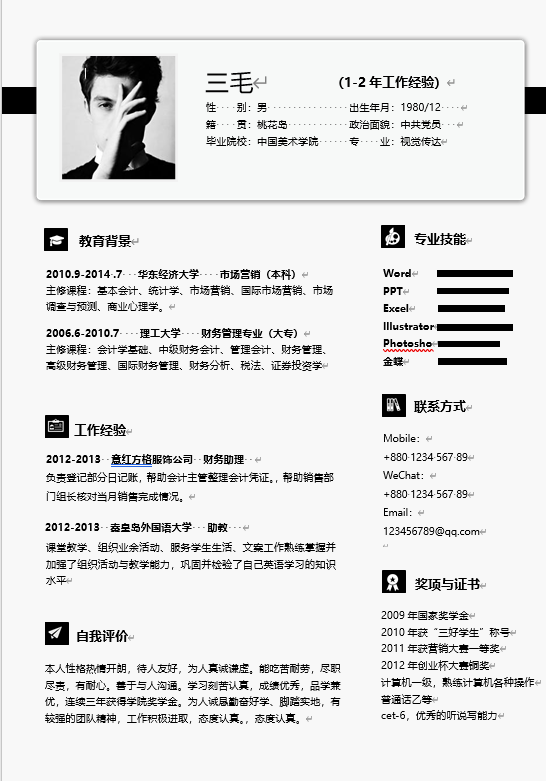 三毛
（1-2 年工作经验）
性 别：男 出生年月：1980/12
籍 贯：桃花岛 政治面貌：中共党员
毕业院校：中国美术学院 专 业：视觉传达
教育背景
2010.9-2014 .7 华东经济大学 市场营销（本科）
主修课程：基本会计、统计学、市场营销、国际市场营销、市场
调查与预测、商业心理学。
2006.6-2010.7 理工大学 财务管理专业（大专）
主修课程：会计学基础、中级财务会计、管理会计、财务管理、
高级财务管理、国际财务管理、财务分析、税法、证券投资学
工作经验
2012-2013 意红方格服饰公司 财务助理
负责登记部分日记账，帮助会计主管整理会计凭证。，帮助销售部
门组长核对当月销售完成情况。
2012-2013 秦皇岛外国语大学 助教
课堂教学、组织业余活动、服务学生生活、文案工作熟练掌握并
加强了组织活动与教学能力，巩固并检验了自己英语学习的知识
水平
自我评价
本人性格热情开朗，待人友好，为人真诚谦虚。能吃苦耐劳，尽职
尽责，有耐心。善于与人沟通。学习刻苦认真，成绩优秀，品学兼
优，连续三年获得学院奖学金。为人诚恳勤奋好学、脚踏实地，有
较强的团队精神，工作积极进取，态度认真。，态度认真。
专业技能
Word
PPT
Excel
Illustrator
Photosho
金蝶
联系方式
Mobile：
+880 1234 567 89
WeChat：
+880 1234 567 89
Email：
123456789@qq.com
奖项与证书
2009 年国家奖学金
2010 年获“三好学生”称号
2011 年获营销大赛一等奖
2012 年创业杯大赛铜奖
计算机一级，熟练计算机各种操作
普通话乙等
cet-6，优秀的听说写能力